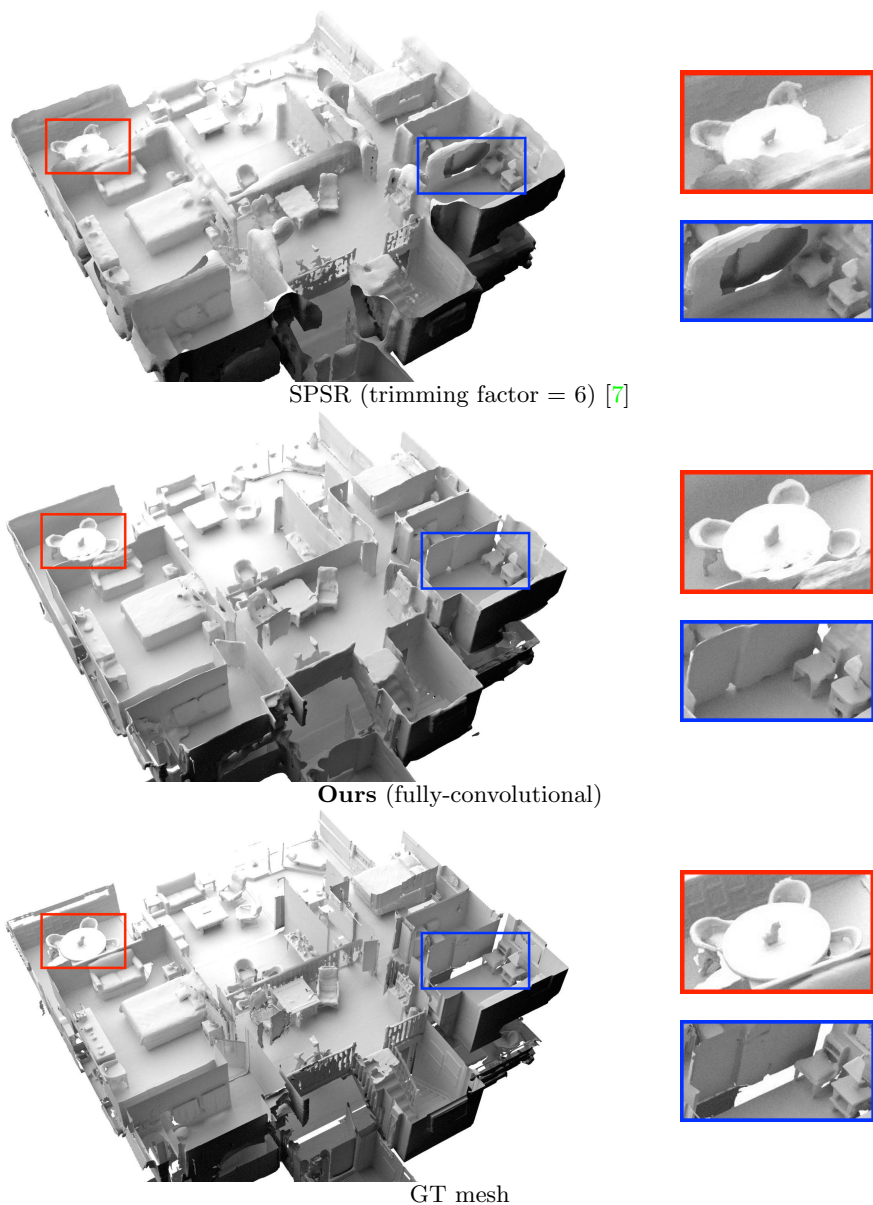 SPSR (trimming factor = 6) [7]
Ours (fully-convolutional)
GT mesh